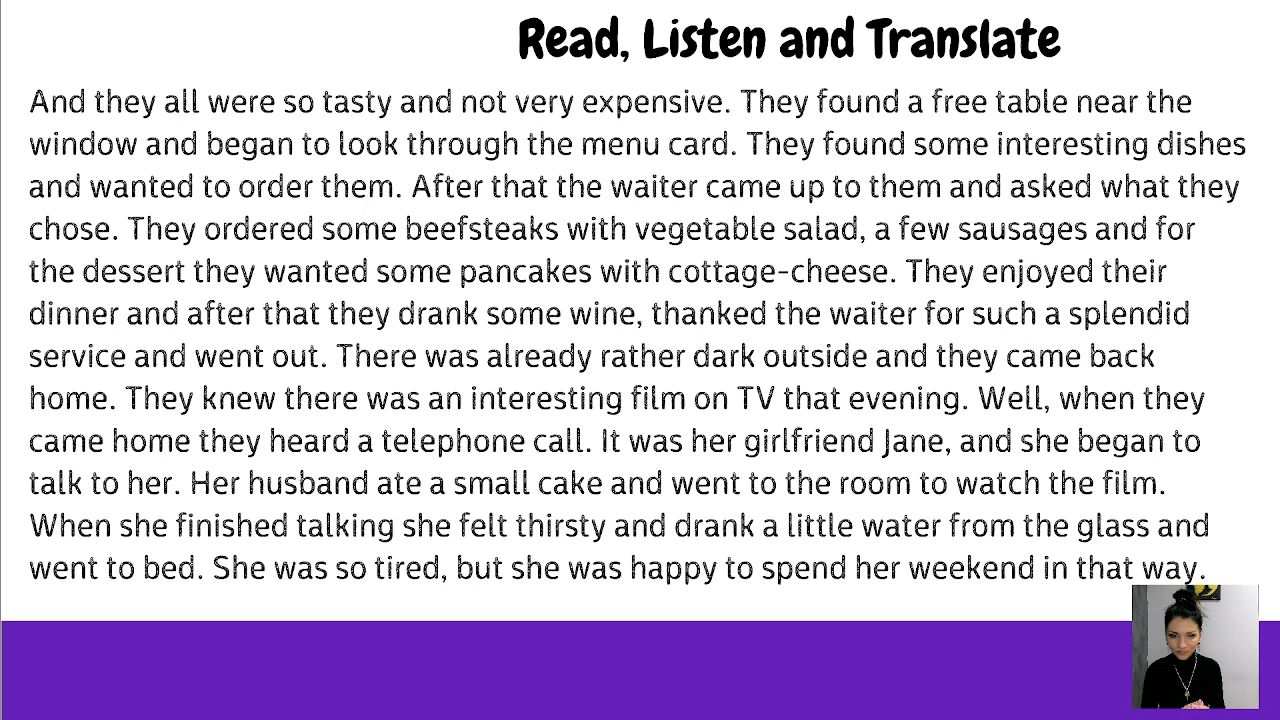 Read, Listen and Translate
And they all were so tasty and not very expensive. They found a free table near the
window and began to look through the menu card. They found some interesting dishes
and wanted to order them. After that the waiter came up to them and asked what they
chose. They ordered some beefsteaks with vegetable salad, a few sausages and for
the dessert they wanted some pancakes with cottage-cheese. They enjoyed their
dinner and after that they drank some wine, thanked the waiter for such a splendid
service and went out. There was already rather dark outside and they came back
home. They knew there was an interesting film on TV that evening. Well, when they
came home they heard a telephone call. It was her girlfriend Jane, and she began to
talk to her. Her husband ate a small cake and went to the room to watch the film.
When she finished talking she felt thirsty and drank a little water from the glass and
went to bed. She was so tired, but she was happy to spend her weekend in that way.